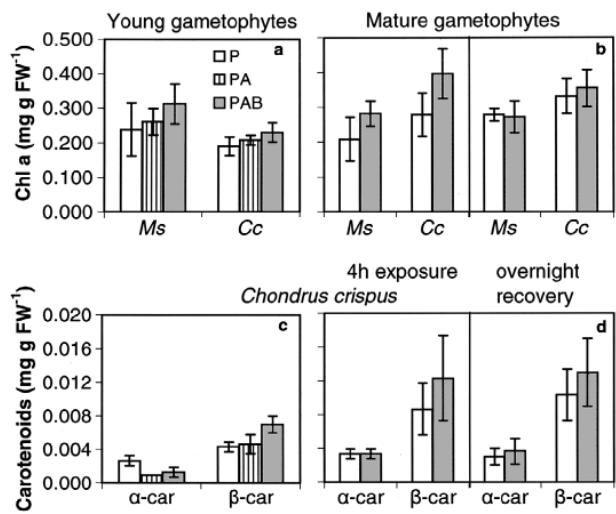 Young gametophytes
Mature gametophytes
Chl a (mg g FW⁻¹)
0.500
0.400
0.300
0.200
0.100
0.000
a
P
PA
PAB
b
Ms Cc Ms Cc Ms Cc
4h exposure
overnight recovery
Chondrus crispus
Carotenoids (mg g FW⁻¹)
0.020
0.016
0.012
0.008
0.004
0.000
c
d
α-car β-car α-car β-car α-car β-car